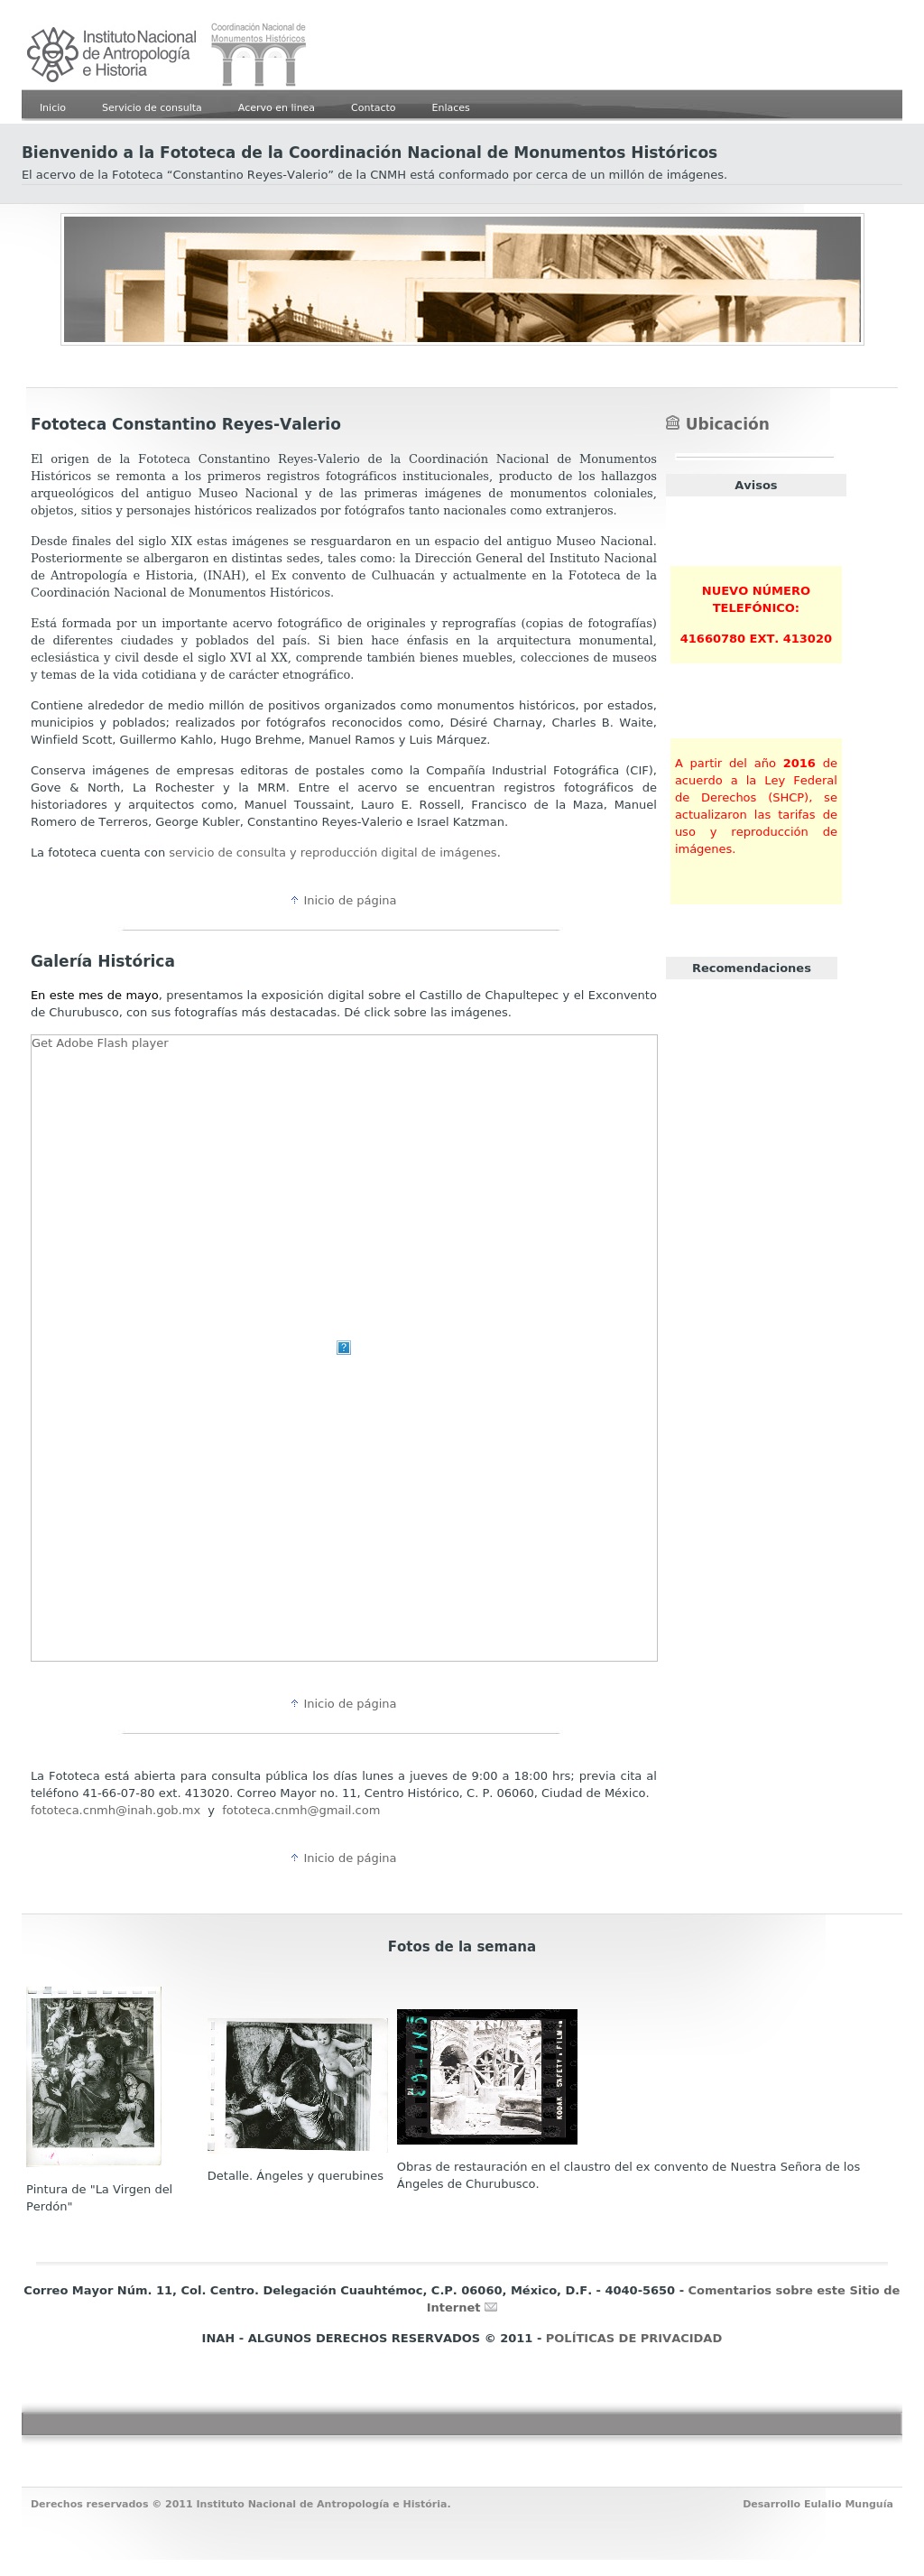 Instituto Nacional
de Antropología
e Historia
Coordinación Nacional de
Monumentos Históricos
Inicio
Servicio de consulta
Acervo en linea
Contacto
Enlaces
Bienvenido a la Fototeca de la Coordinación Nacional de Monumentos Históricos
El acervo de la Fototeca “Constantino Reyes-Valerio” de la CNMH está conformado por cerca de un millón de imágenes.
Fototeca Constantino Reyes-Valerio
El origen de la Fototeca Constantino Reyes-Valerio de la Coordinación Nacional de Monumentos
Históricos se remonta a los primeros registros fotográficos institucionales, producto de los hallazgos
arqueológicos del antiguo Museo Nacional y de las primeras imágenes de monumentos coloniales,
objetos, sitios y personajes históricos realizados por fotógrafos tanto nacionales como extranjeros.
Desde finales del siglo XIX estas imágenes se resguardaron en un espacio del antiguo Museo Nacional.
Posteriormente se albergaron en distintas sedes, tales como: la Dirección General del Instituto Nacional
de Antropología e Historia, (INAH), el Ex convento de Culhuacán y actualmente en la Fototeca de la
Coordinación Nacional de Monumentos Históricos.
Está formada por un importante acervo fotográfico de originales y reprografías (copias de fotografías)
de diferentes ciudades y poblados del país. Si bien hace énfasis en la arquitectura monumental,
eclesiástica y civil desde el siglo XVI al XX, comprende también bienes muebles, colecciones de museos
y temas de la vida cotidiana y de carácter etnográfico.
Contiene alrededor de medio millón de positivos organizados como monumentos históricos, por estados,
municipios y poblados; realizados por fotógrafos reconocidos como, Désiré Charnay, Charles B. Waite,
Winfield Scott, Guillermo Kahlo, Hugo Brehme, Manuel Ramos y Luis Márquez.
Conserva imágenes de empresas editoras de postales como la Compañía Industrial Fotográfica (CIF),
Gove & North, La Rochester y la MRM. Entre el acervo se encuentran registros fotográficos de
historiadores y arquitectos como, Manuel Toussaint, Lauro E. Rossell, Francisco de la Maza, Manuel
Romero de Terreros, George Kubler, Constantino Reyes-Valerio e Israel Katzman.
La fototeca cuenta con servicio de consulta y reproducción digital de imágenes.
Inicio de página
Ubicación
Avisos
NUEVO NÚMERO
TELEFÓNICO:
41660780 EXT. 413020
A partir del año 2016 de
acuerdo a la Ley Federal
de Derechos (SHCP), se
actualizaron las tarifas de
uso y reproducción de
imágenes.
Recomendaciones
Galería Histórica
En este mes de mayo, presentamos la exposición digital sobre el Castillo de Chapultepec y el Exconvento
de Churubusco, con sus fotografías más destacadas. Dé click sobre las imágenes.
Get Adobe Flash player
?
Inicio de página
La Fototeca está abierta para consulta pública los días lunes a jueves de 9:00 a 18:00 hrs; previa cita al
teléfono 41-66-07-80 ext. 413020. Correo Mayor no. 11, Centro Histórico, C. P. 06060, Ciudad de México.
fototeca.cnmh@inah.gob.mx y fototeca.cnmh@gmail.com
Inicio de página
Fotos de la semana
KODAK SAFETY FILM
Pintura de "La Virgen del
Perdón"
Detalle. Ángeles y querubines
Obras de restauración en el claustro del ex convento de Nuestra Señora de los
Ángeles de Churubusco.
Correo Mayor Núm. 11, Col. Centro. Delegación Cuauhtémoc, C.P. 06060, México, D.F. - 4040-5650 - Comentarios sobre este Sitio de
Internet
INAH - ALGUNOS DERECHOS RESERVADOS © 2011 - POLÍTICAS DE PRIVACIDAD
Derechos reservados © 2011 Instituto Nacional de Antropología e História.
Desarrollo Eulalio Munguía